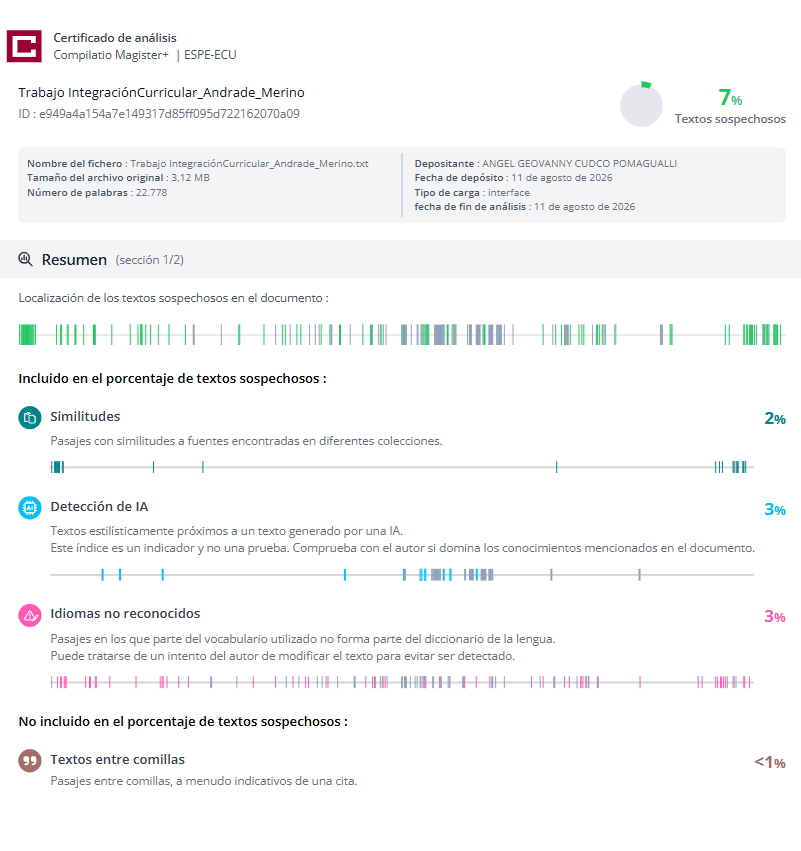 Certificado de análisis
Compilatio Magister+ | ESPE-ECU
Trabajo IntegraciónCurricular_Andrade_Merino
ID : e949a4a154a7e149317d85ff095d722162070a09
7%
Textos sospechosos
Nombre del fichero : Trabajo IntegraciónCurricular_Andrade_Merino.txt
Tamaño del archivo original : 3,12 MB
Número de palabras : 22.778
Depositante : ANGEL GEOVANNY CUDCO POMAGUALLI
Fecha de depósito : 11 de agosto de 2026
Tipo de carga : interface
fecha de fin de análisis : 11 de agosto de 2026
Resumen (sección 1/2)
Localización de los textos sospechosos en el documento :
Incluido en el porcentaje de textos sospechosos :
Similitudes
2%
Pasajes con similitudes a fuentes encontradas en diferentes colecciones.
AI
Detección de IA
3%
Textos estilísticamente próximos a un texto generado por una IA.
Este índice es un indicador y no una prueba. Comprueba con el autor si domina los conocimientos mencionados en el documento.
Idiomas no reconocidos
3%
Pasajes en los que parte del vocabulario utilizado no forma parte del diccionario de la lengua.
Puede tratarse de un intento del autor de modificar el texto para evitar ser detectado.
No incluido en el porcentaje de textos sospechosos :
Textos entre comillas
<1%
Pasajes entre comillas, a menudo indicativos de una cita.